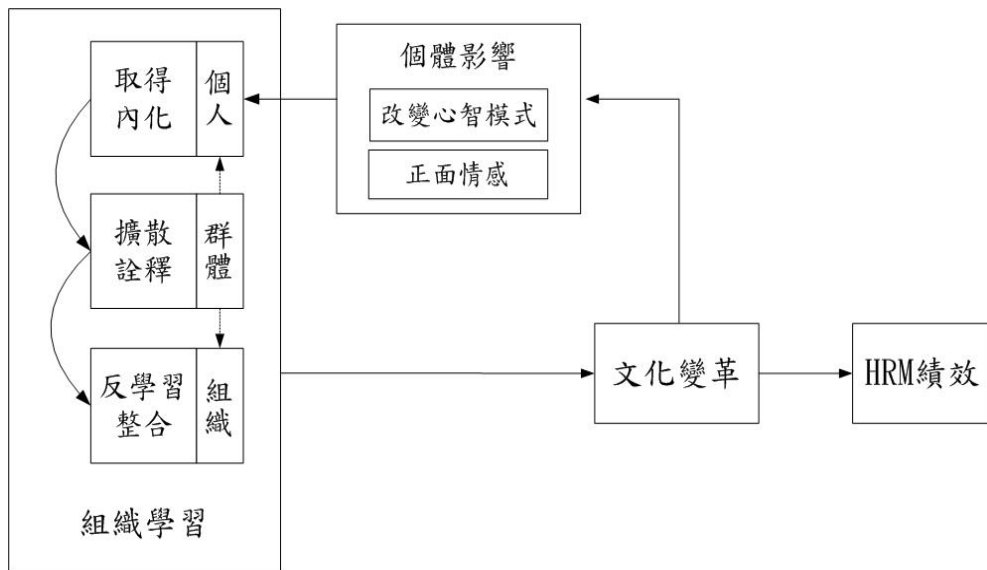 取得
內化
個
人
擴散
詮釋
群
體
反學習
整合
組
織
組織學習
個體影響
改變心智模式
正面情感
文化變革
HRM績效